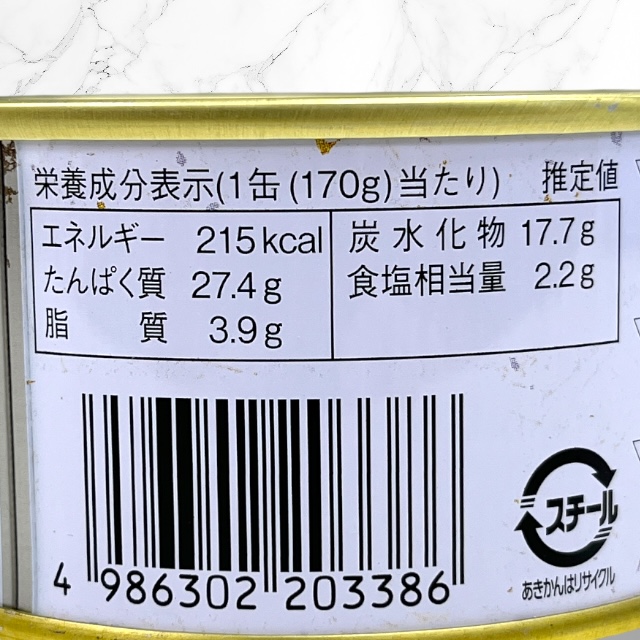 栄養成分表示(1缶(170g)当たり) 推定値
エネルギー 215kcal
たんぱく質 27.4g
脂質 3.9g
炭水化物 17.7g
食塩相当量 2.2g
スチール
あきかんはリサイクル
4 986302 203386